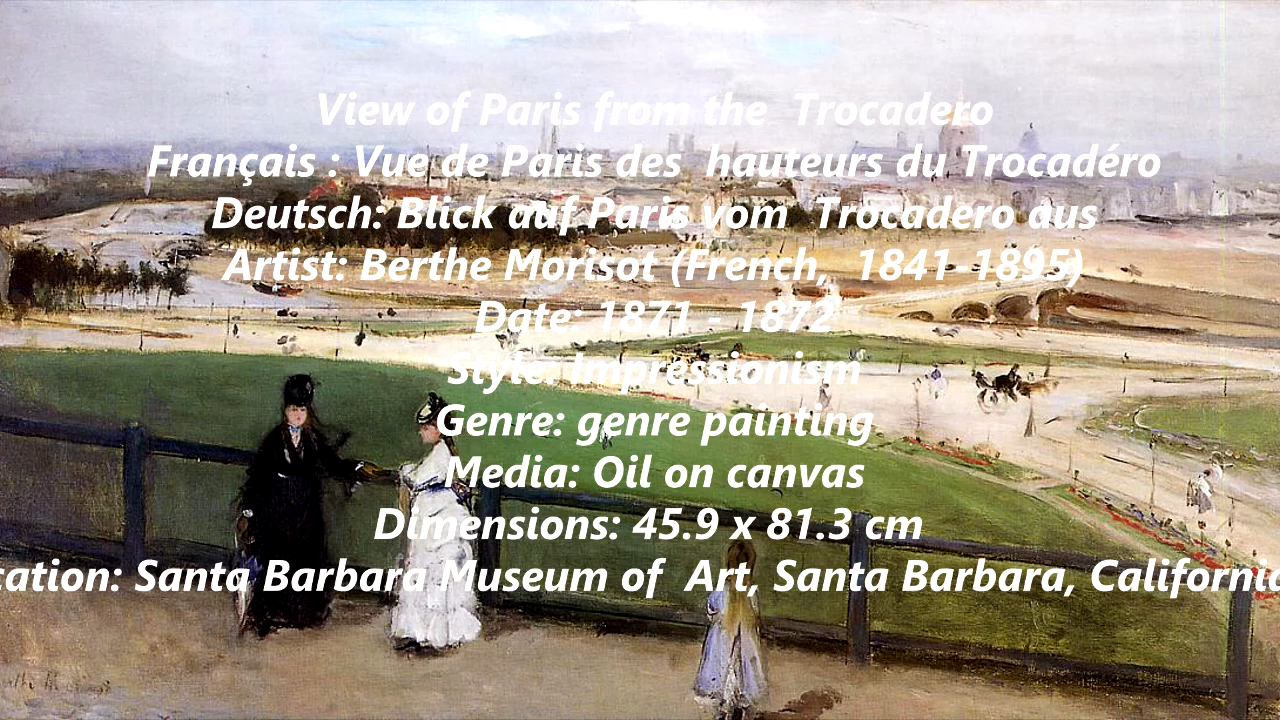 View of Paris from the Trocadero
Français : Vue de Paris des hauteurs du Trocadéro
Deutsch: Blick auf Paris vom Trocadero aus
Artist: Berthe Morisot (French, 1841-1895)
Date: 1871 - 1872
Style: Impressionism
Genre: genre painting
Media: Oil on canvas
Dimensions: 45.9 x 81.3 cm
cation: Santa Barbara Museum of Art, Santa Barbara, California